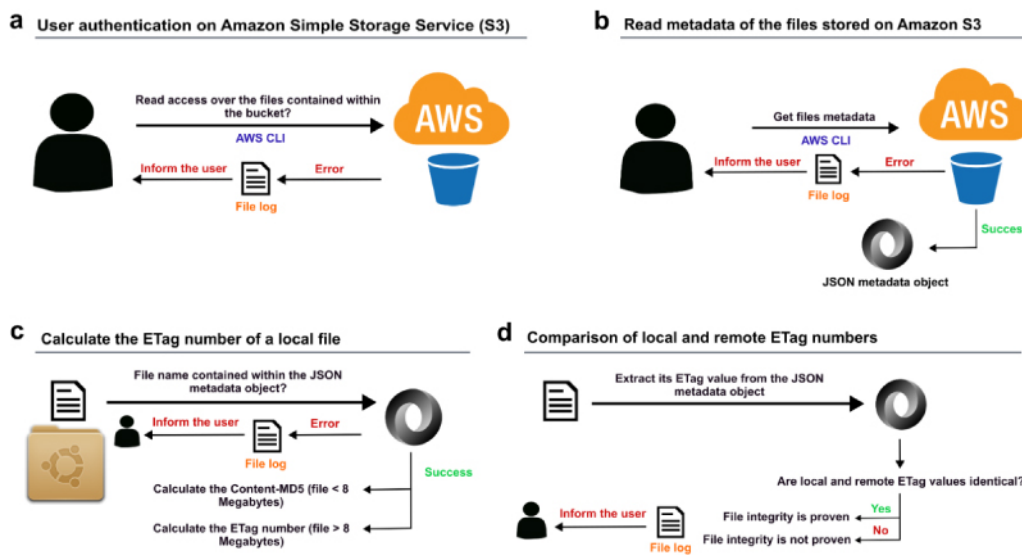 a User authentication on Amazon Simple Storage Service (S3)
Read access over the files contained within
the bucket?
AWS
AWS CLI
Inform the user
Error
File log
b Read metadata of the files stored on Amazon S3
Get files metadata
AWS
AWS CLI
Inform the user
Error
File log
Succes
JSON metadata object
c Calculate the ETag number of a local file
File name contained within the JSON
metadata object?
Inform the user
Error
File log
Success
Calculate the Content-MD5 (file < 8
Megabytes)
Calculate the ETag number (file > 8
Megabytes)
d Comparison of local and remote ETag numbers
Extract its ETag value from the JSON
metadata object
Are local and remote ETag values identical?
Yes
File integrity is proven
No
File integrity is not proven
Inform the user
File log